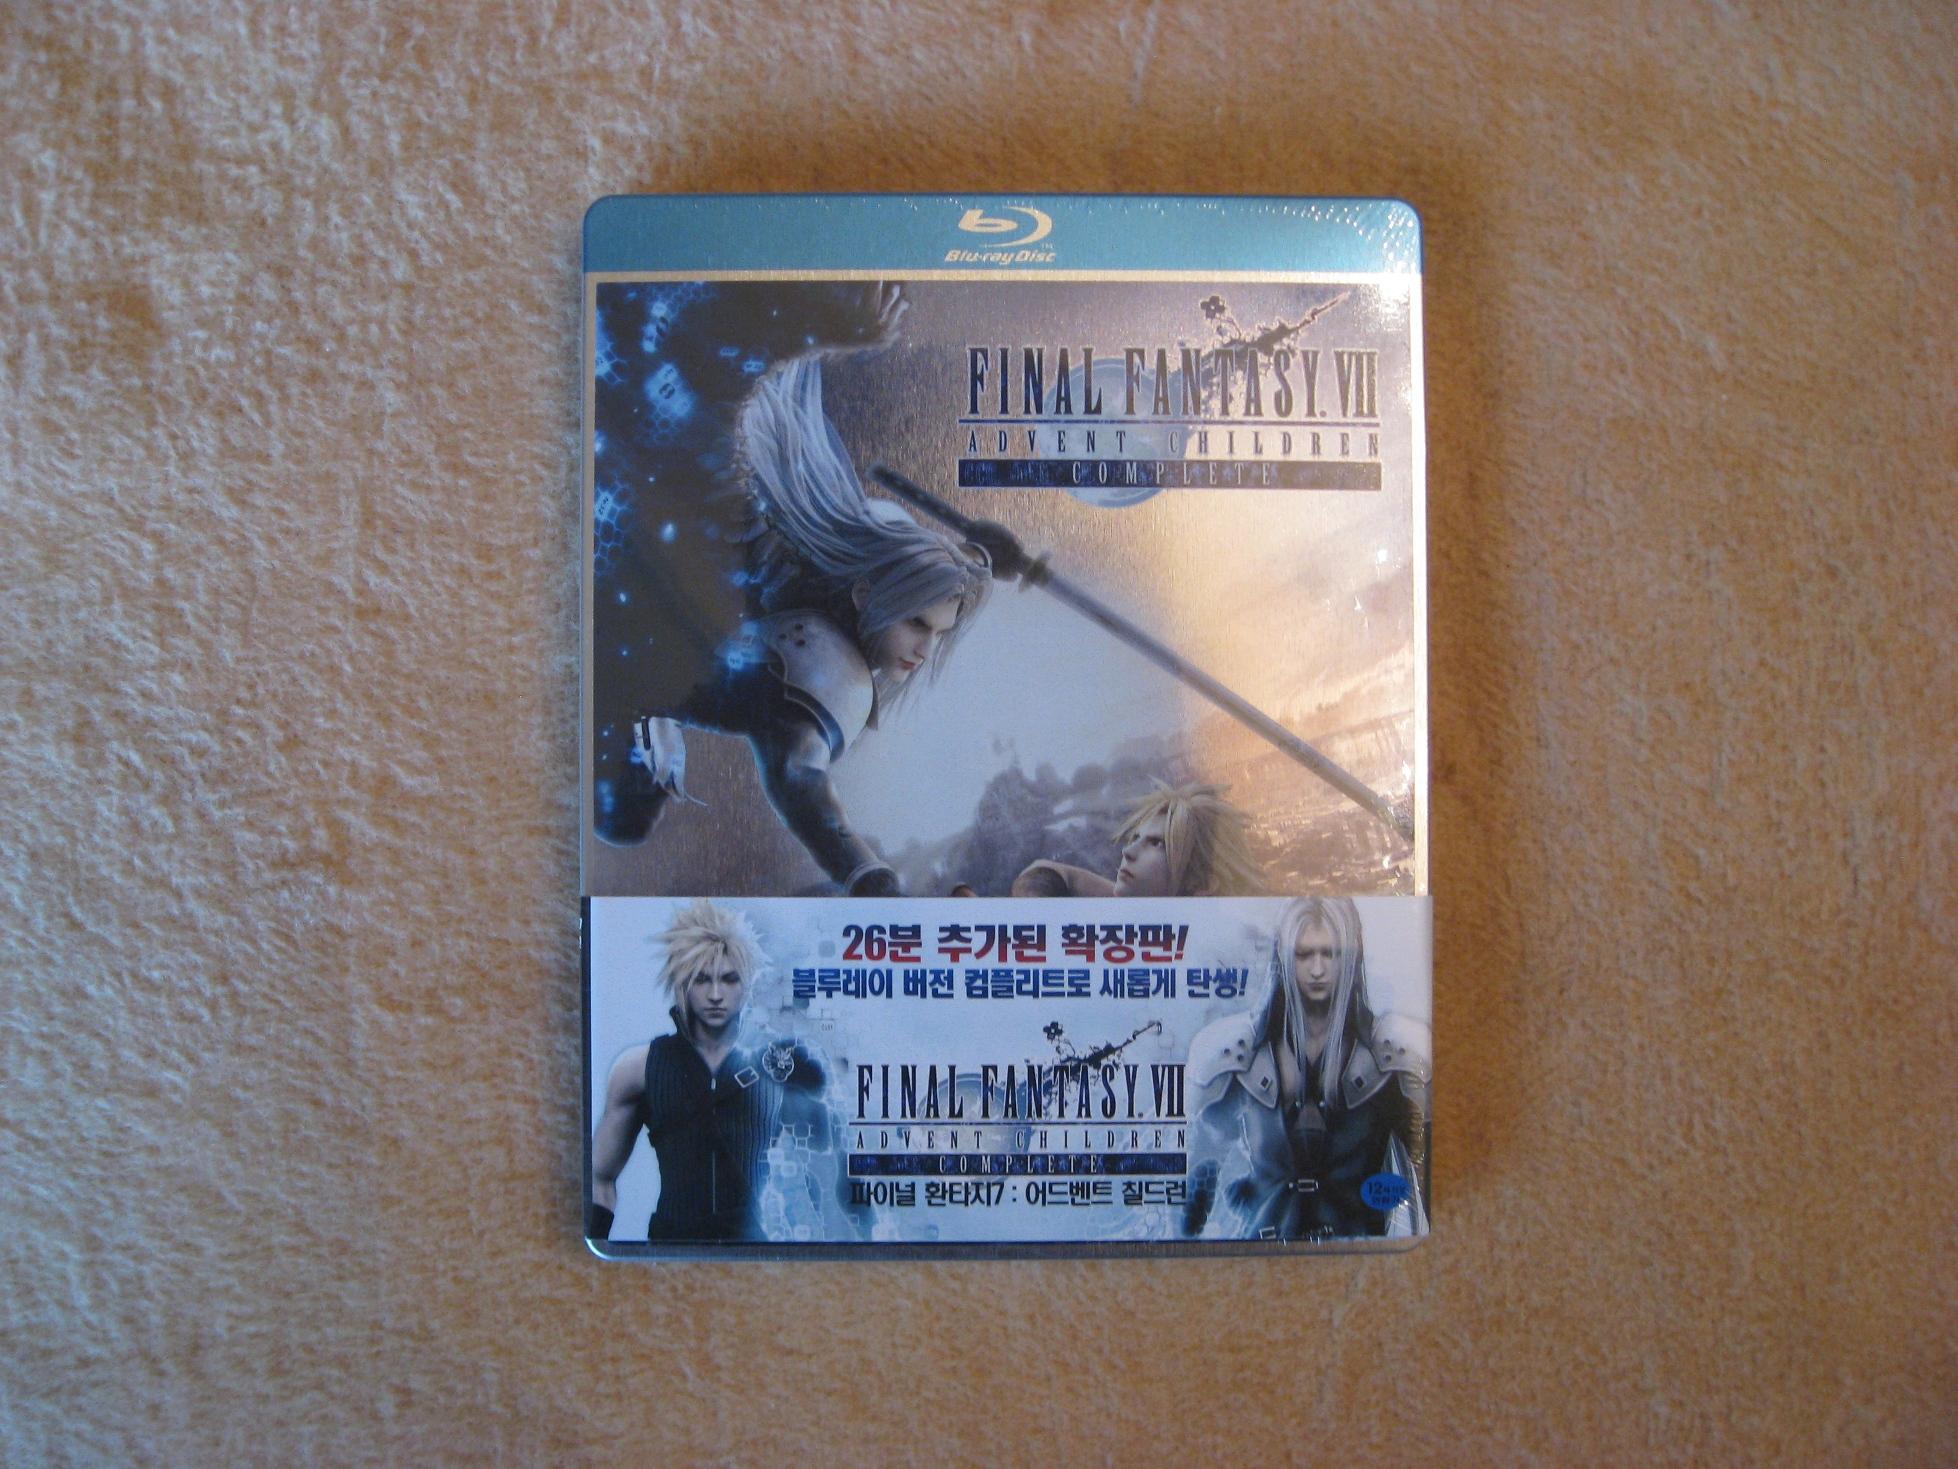 Blu-ray Disc
FINAL FANTASY. VII
ADVENT CHILDREN
COMPLETE
26분 추가된 확장판!
블루레이 버전 컴플리트로 새롭게 탄생!
FINAL FANTASY. VII
ADVENT CHILDREN
COMPLETE
파이널 환타지7 : 어드벤트 칠드런
12